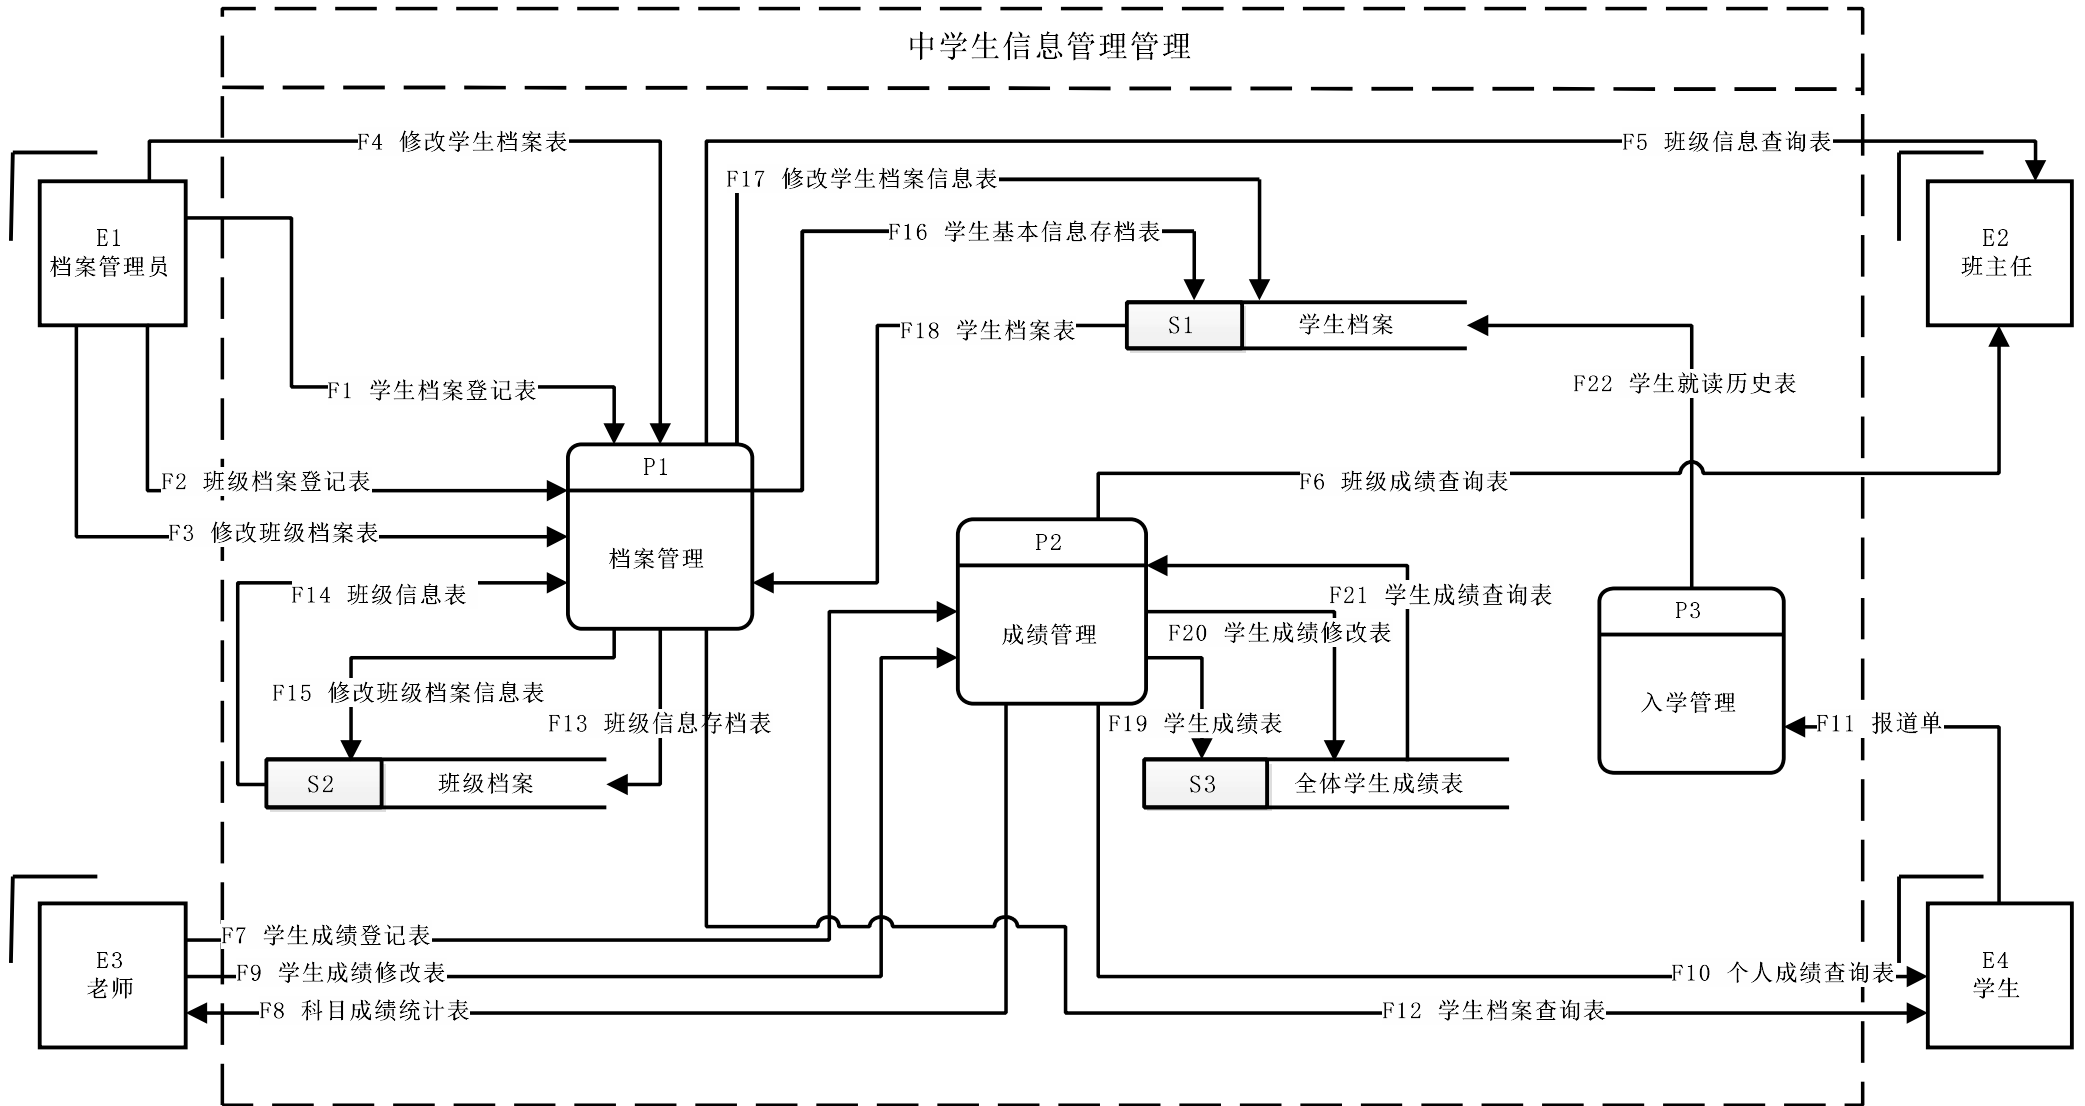 中学生信息管理管理
F4 修改学生档案表
F5 班级信息查询表
F17 修改学生档案信息表
F16 学生基本信息存档表
E1
档案管理员
E2
班主任
S1 学生档案
F18 学生档案表
F22 学生就读历史表
F1 学生档案登记表
P1
档案管理
F2 班级档案登记表
F6 班级成绩查询表
F3 修改班级档案表
P2
成绩管理
F14 班级信息表
F21 学生成绩查询表
P3
入学管理
F20 学生成绩修改表
F15 修改班级档案信息表
F13 班级信息存档表
F19 学生成绩表
F11 报道单
S2 班级档案
S3 全体学生成绩表
F7 学生成绩登记表
E3
老师
F9 学生成绩修改表
F10 个人成绩查询表
E4
学生
F8 科目成绩统计表
F12 学生档案查询表